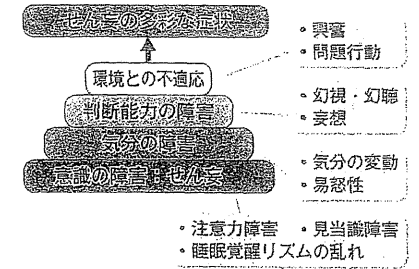 せん妄の多彩な症状
環境との不適応
・興奮
・問題行動
判断能力の障害
・幻視・幻聴
・妄想
気分の障害
・気分の変動
・易怒性
意識の障害:せん妄
・注意力障害 ・見当識障害
・睡眠覚醒リズムの乱れ